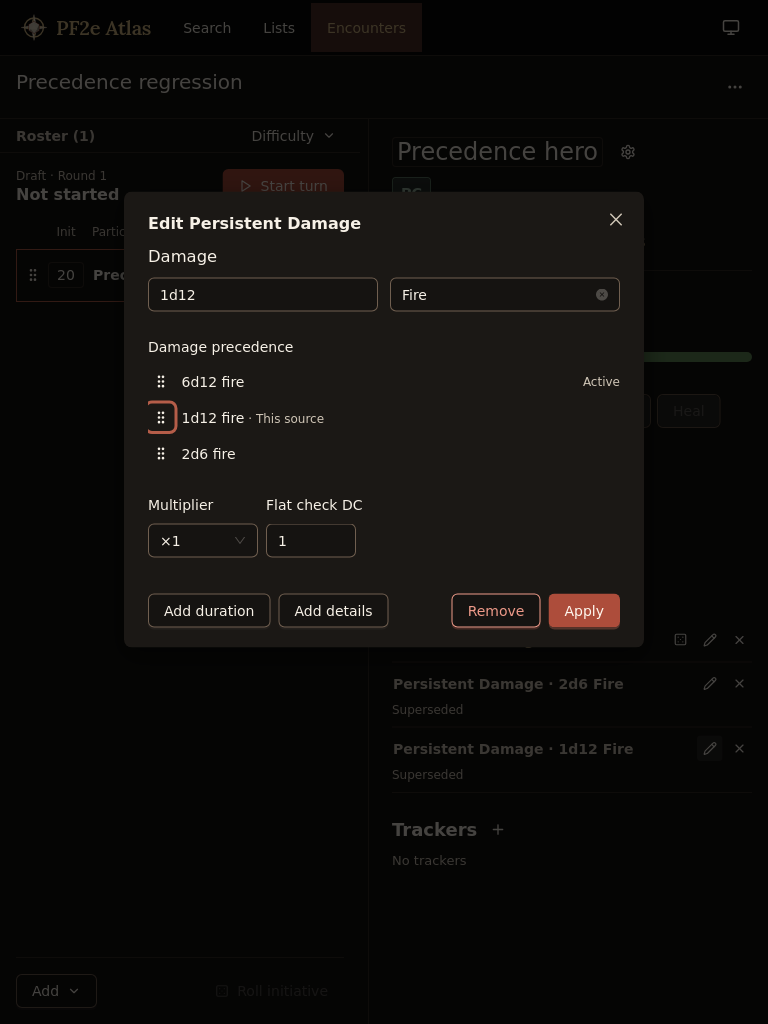 PF2e Atlas
Search
Lists
Encounters
Precedence regression
Roster (1)
Difficulty
Draft · Round 1
Not started
Start turn
Init
20
Precedence hero
Edit Persistent Damage
Damage
1d12
Fire
Damage precedence
6d12 fire
Active
1d12 fire · This source
2d6 fire
Multiplier
Flat check DC
×1
1
Add duration
Add details
Remove
Apply
Heal
Persistent Damage · 2d6 Fire
Superseded
Persistent Damage · 1d12 Fire
Superseded
Trackers
No trackers
Add
Roll initiative